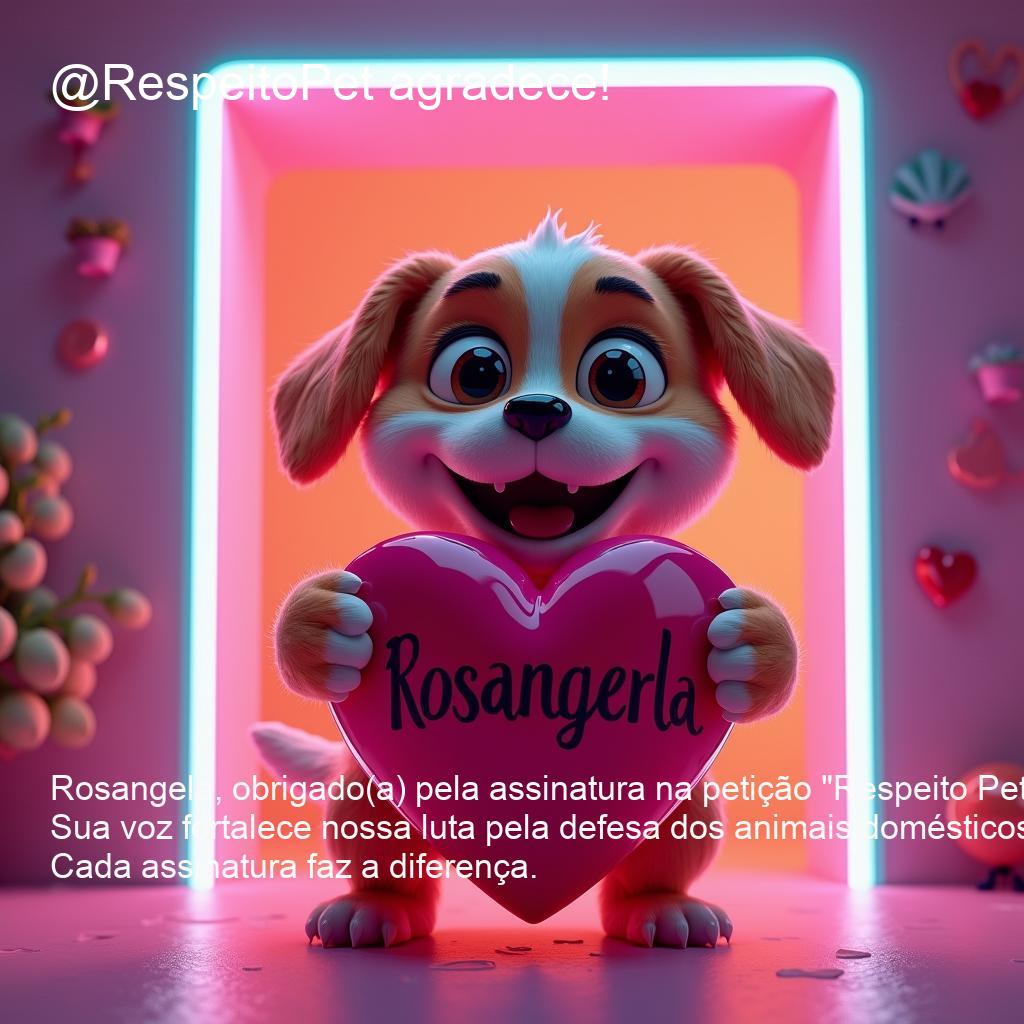 @RespeitoPet agradece!
Rosangerla
Rosangela, obrigado(a) pela assinatura na petição "Respeito Pet
Sua voz fortalece nossa luta pela defesa dos animais domésticos
Cada assinatura faz a diferença.